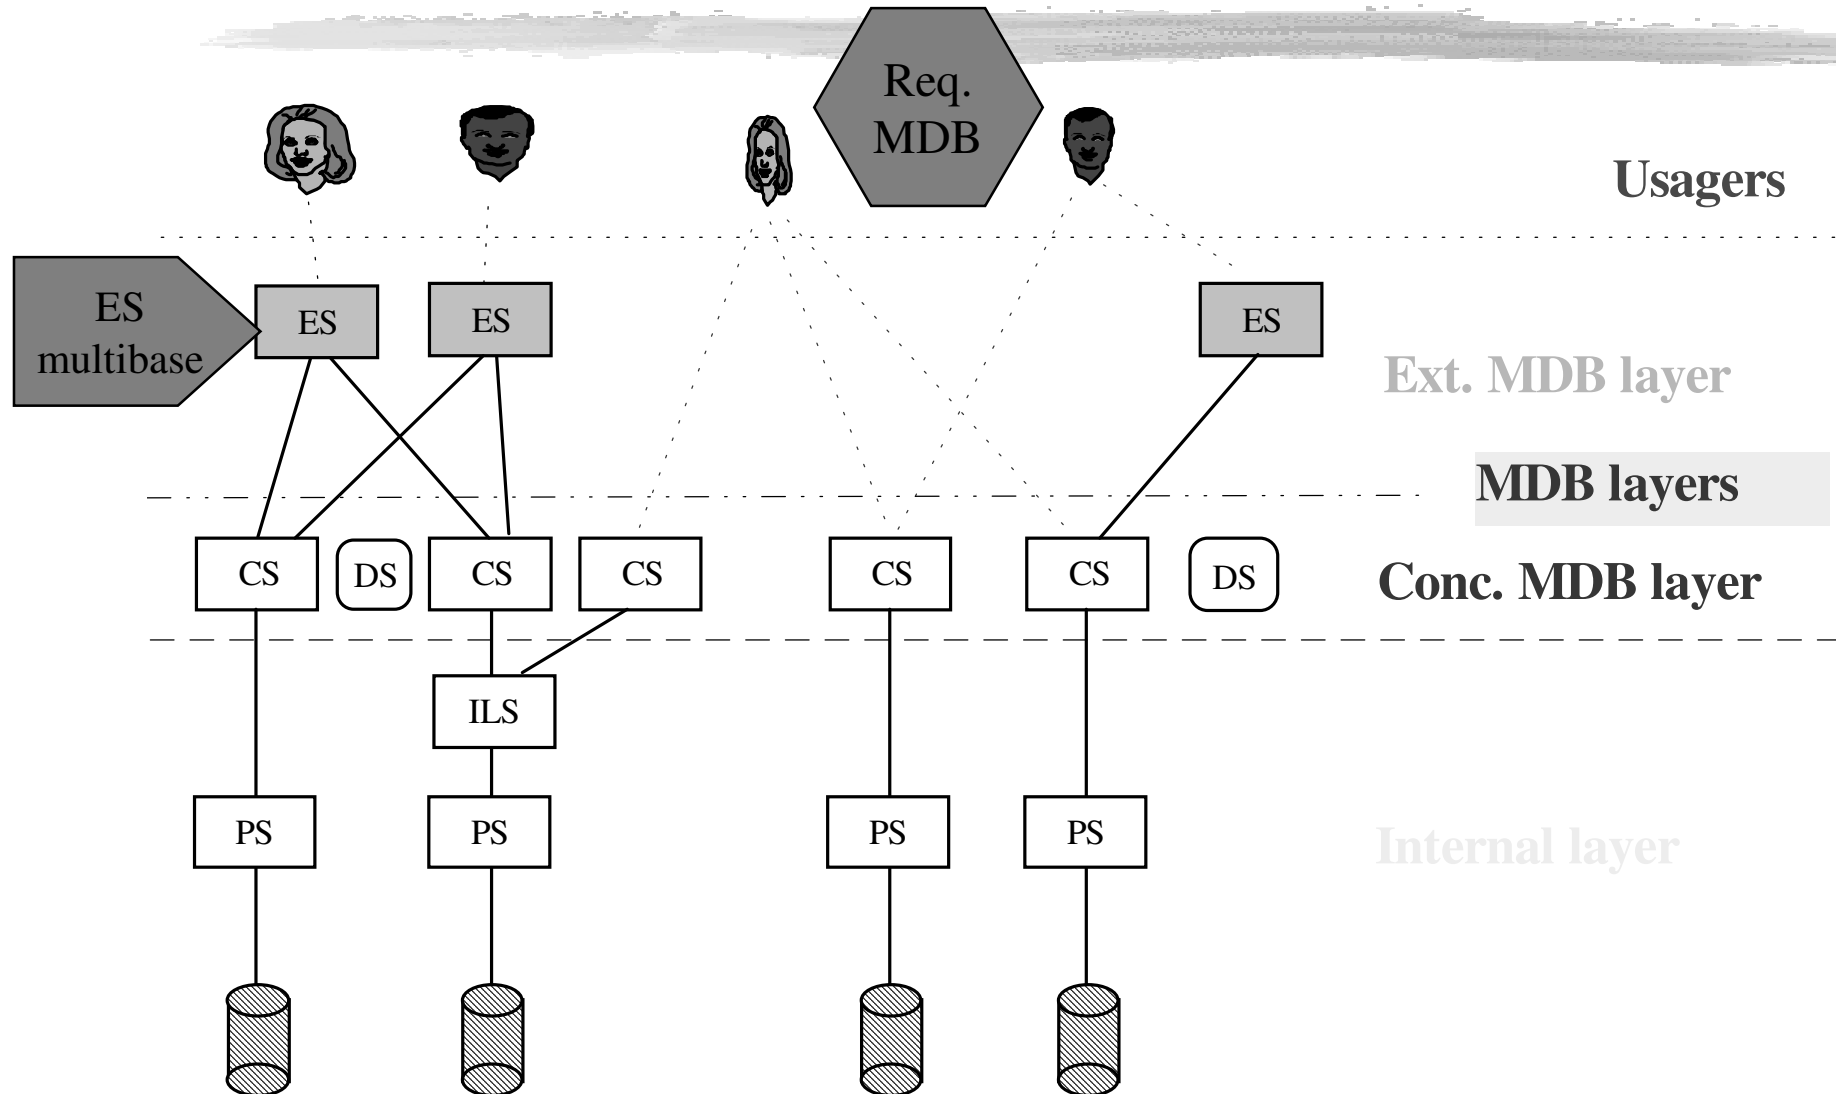 Req.
MDB
Usagers
ES
multibase
ES
ES
ES
Ext. MDB layer
MDB layers
CS
DS
CS
CS
CS
CS
DS
Conc. MDB layer
ILS
PS
PS
PS
PS
Internal layer